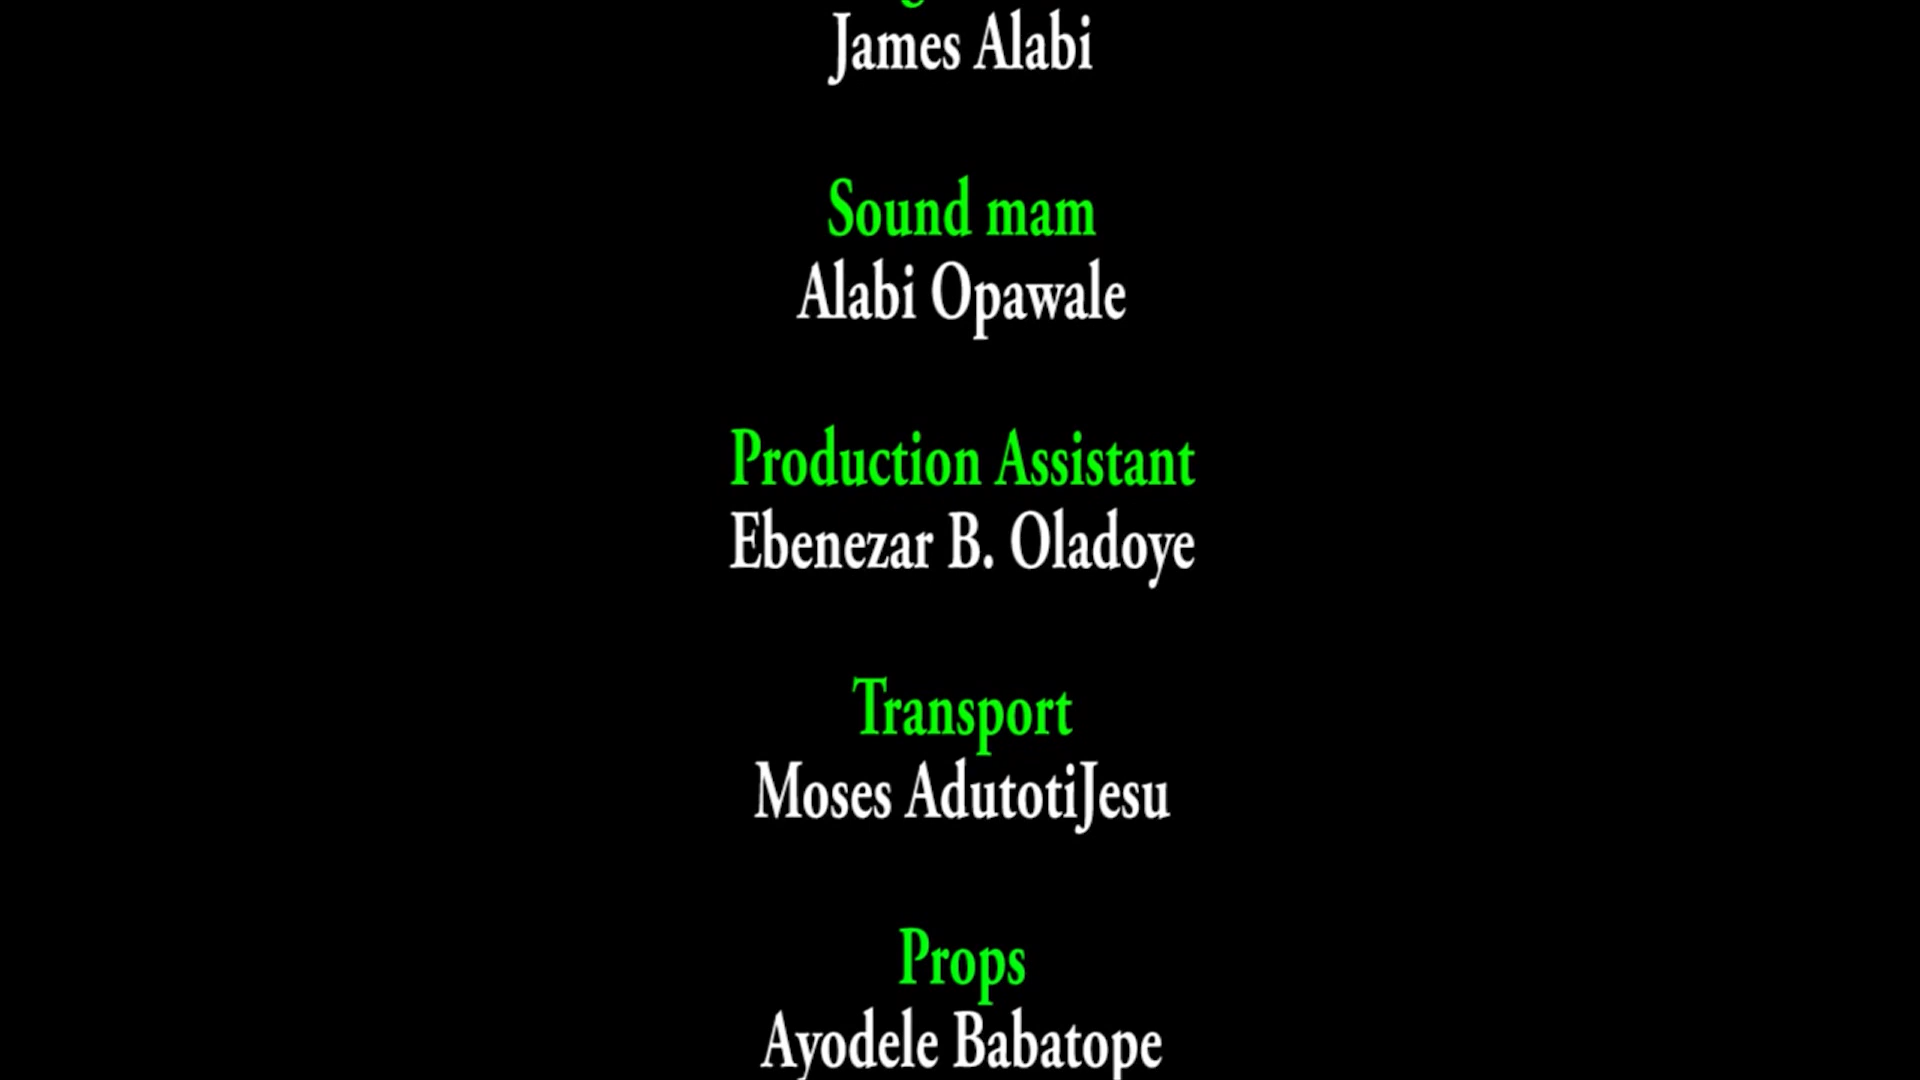 James Alabi
Sound mam
Alabi Opawale
Production Assistant
Ebenezar B. Oladoye
Transport
Moses AdutotiJesu
Props
Ayodele Babatope